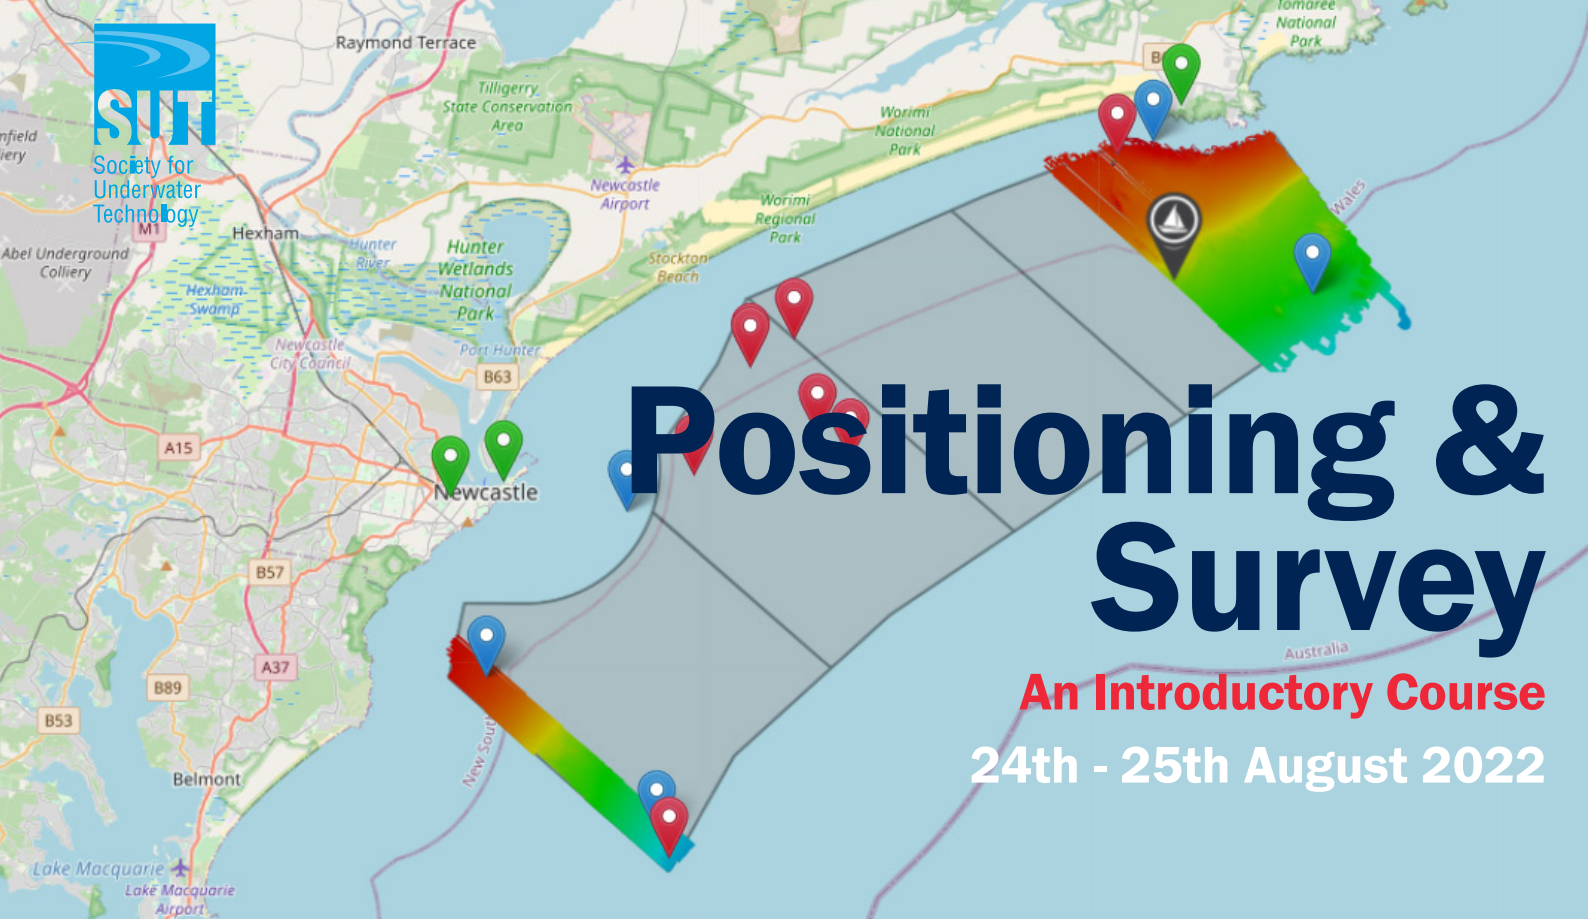 SUT
Society for
Underwater
Technology
Raymond Terrace
Tilligerry
State Conservation
Area
Worimi
National
Park
Tomaree
National
Park
Newcastle
Airport
Worimi
Regional
Park
Stockton
Beach
M1
Hexham
Abel Underground
Colliery
Hunter
River
Hunter
Wetlands
National
Park
Hexham
Swamp
Newcastle
City Council
Port Hunter
B63
A15
Newcastle
B57
A37
B89
B53
Belmont
Lake Macquarie
Lake Macquarie
Airport
New Sout
Wales
Australia
Positioning &
Survey
An Introductory Course
24th - 25th August 2022